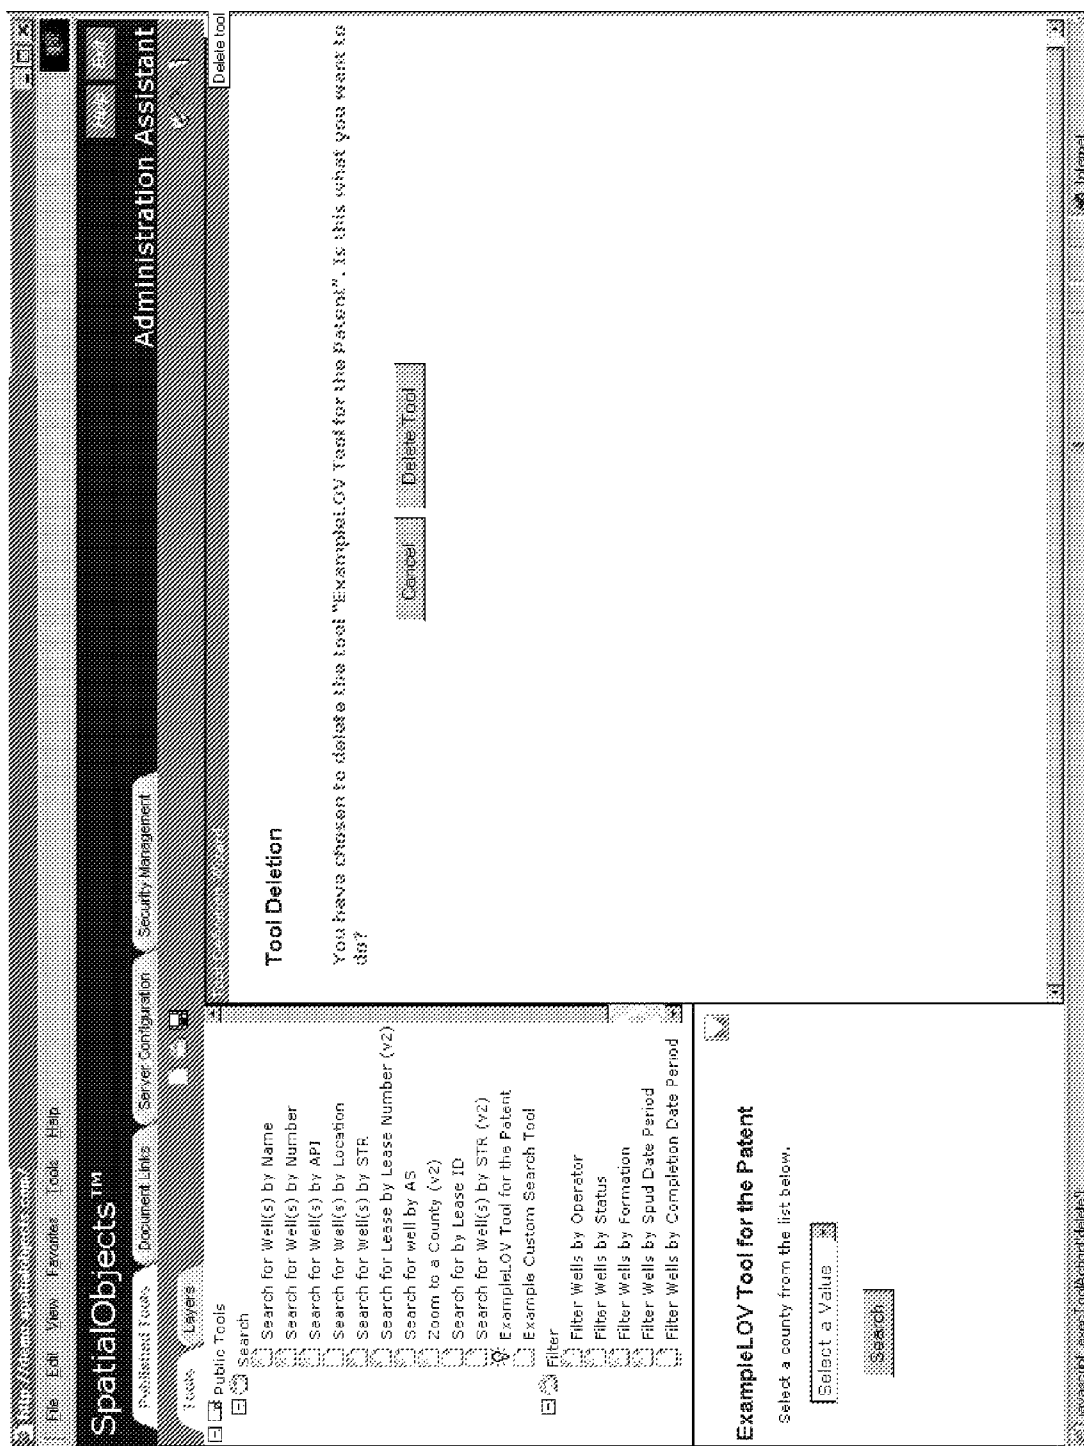 File Edit View Favorites Tools Help
SpatialObjects™
Help Exit
Published Tools Document Links Server Configuration Security Management
Administration Assistant
Tools Layers
Delete tool
Public Tools
Search
Search for Well(s) by Name
Search for Well(s) by Number
Search for Well(s) by API
Search for Well(s) by Location
Search for Well(s) by STR
Search for Lease by Lease Number (v2)
Search for well by AS
Zoom to a County (v2)
Search for by Lease ID
Search for Well(s) by STR (v2)
ExampleLOV Tool for the Patent
Example Custom Search Tool
Filter
Filter Wells by Operator
Filter Wells by Status
Filter Wells by Formation
Filter Wells by Spud Date Period
Filter Wells by Completion Date Period
Tool Deletion
You have chosen to delete the tool "ExampleLOV Tool for the Patent". Is this what you want to
do?
Cancel Delete Tool
ExampleLOV Tool for the Patent
Select a county from the list below.
Select a Value
Search
Internet